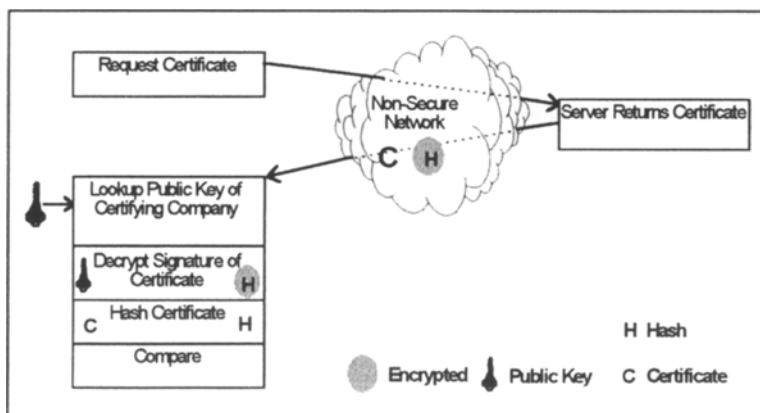 Request Certificate
Non-Secure
Network
Server Returns Certificate
C H
Lookup Public Key of
Certifying Company
Decrypt Signature of
Certificate
H
Hash Certificate
C H
Compare
H Hash
Encrypted
Public Key
C Certificate